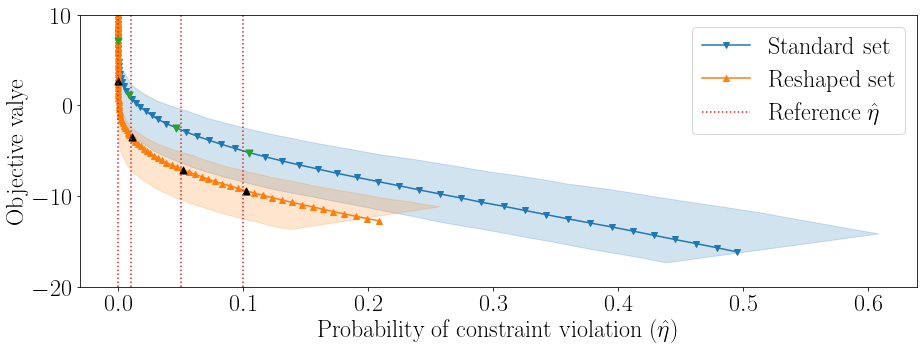 10
0
−10
−20
Objective valye
Standard set
Reshaped set
Reference η̂
0.0 0.1 0.2 0.3 0.4 0.5 0.6
Probability of constraint violation (η̂)